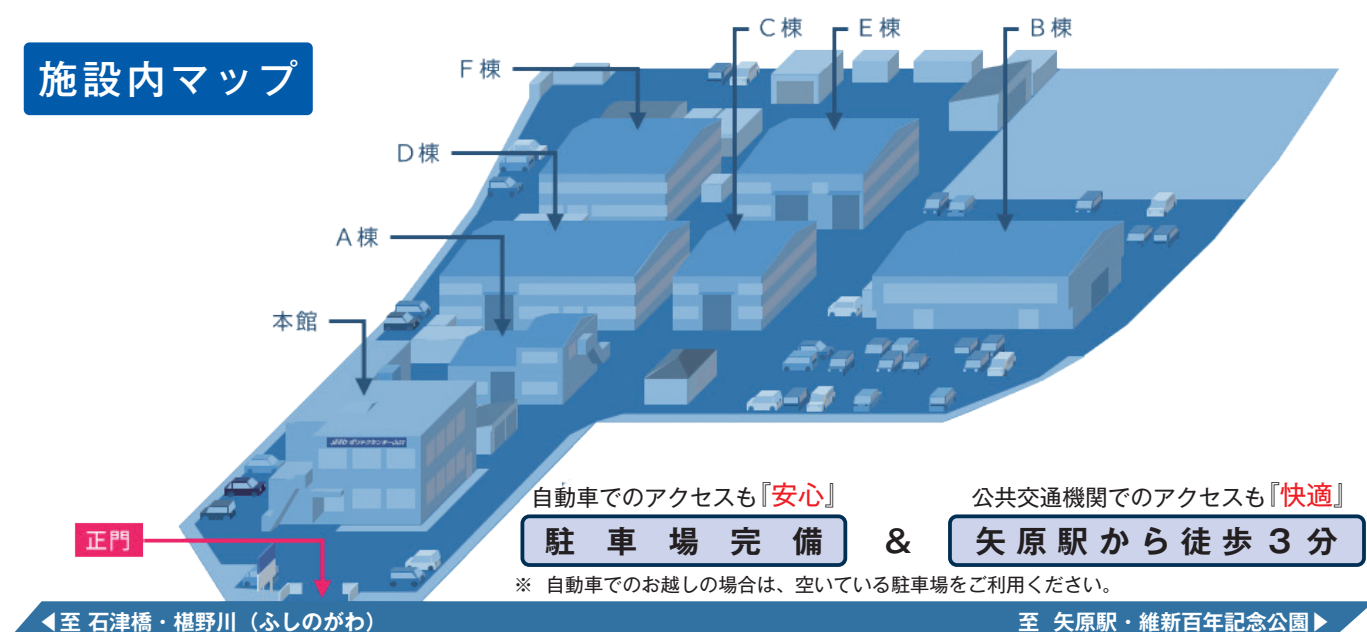 施設内マップ
C棟
E棟
B棟
F棟
D棟
A棟
本館
正門
自動車でのアクセスも『安心』
駐車場完備
&
公共交通機関でのアクセスも『快適』
矢原駅から徒歩3分
※ 自動車でのお越しの場合は、空いている駐車場をご利用ください。
◀至 石津橋・椹野川(ふしのがわ)
至 矢原駅・維新百年記念公園▶